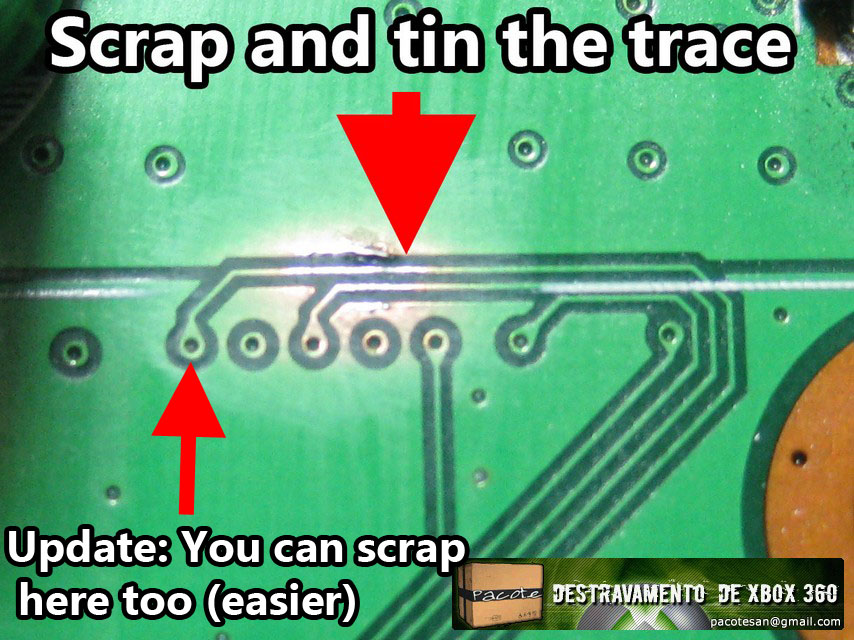 Scrap and tin the trace
Update: You can scrap
here too (easier)
Pacote
DESTRAVAMENTO DE XBOX 360
pacotesan@gmail.com